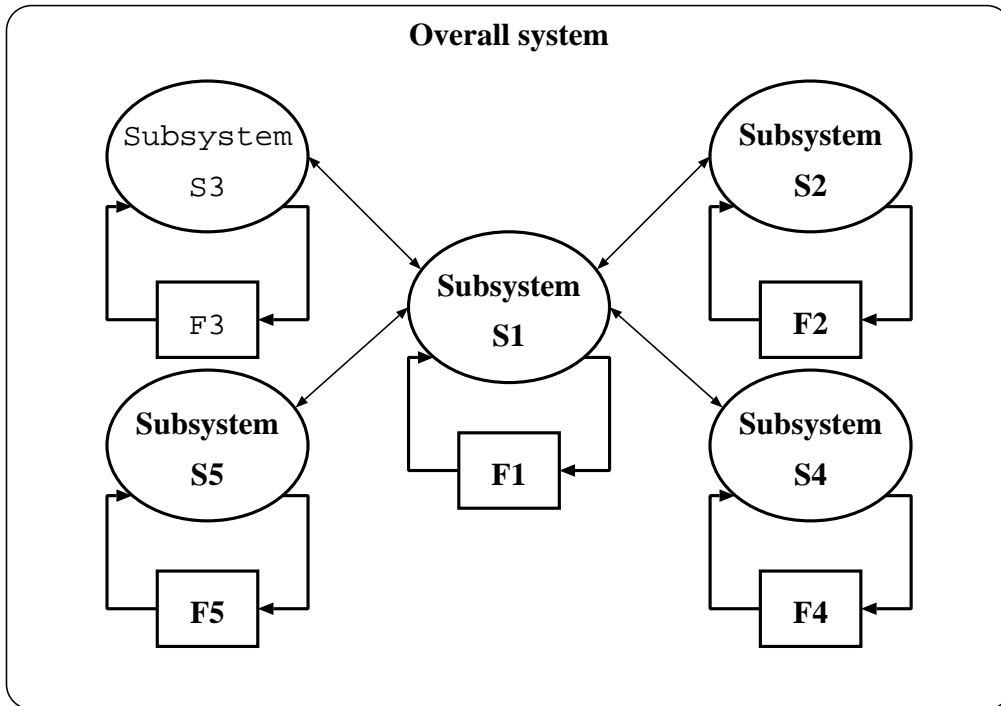 Overall system
Subsystem
S3
F3
Subsystem
S2
F2
Subsystem
S1
F1
Subsystem
S5
F5
Subsystem
S4
F4